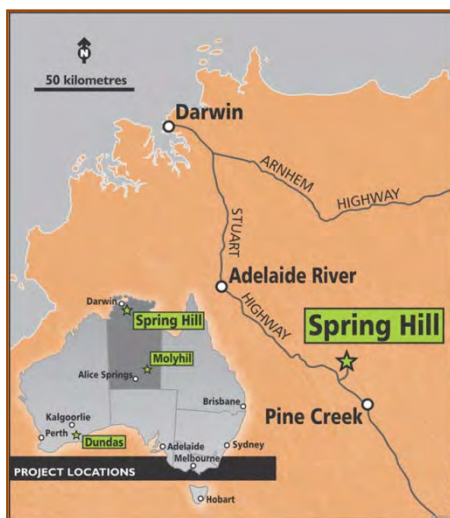 N
50 kilometres
Darwin
ARNHEM
HIGHWAY
STUART
Adelaide River
HIGHWAY
Spring Hill
Pine Creek
Darwin
Spring Hill
Molyhil
Alice Springs
Brisbane
Kalgoorlie
Perth
Dundas
Adelaide
Sydney
Melbourne
PROJECT LOCATIONS
Hobart